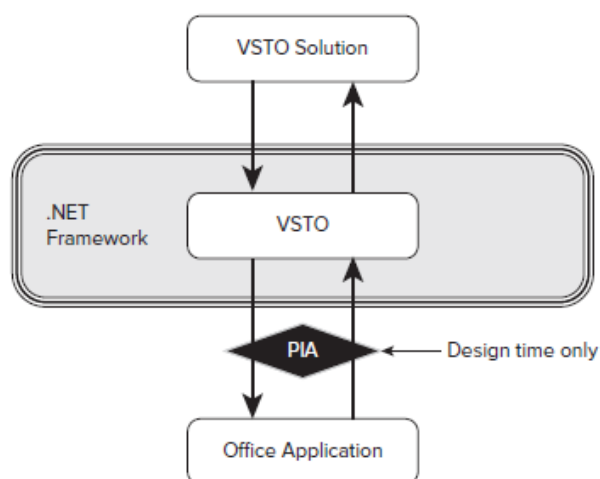 VSTO Solution
.NET
Framework
VSTO
PIA
Design time only
Office Application